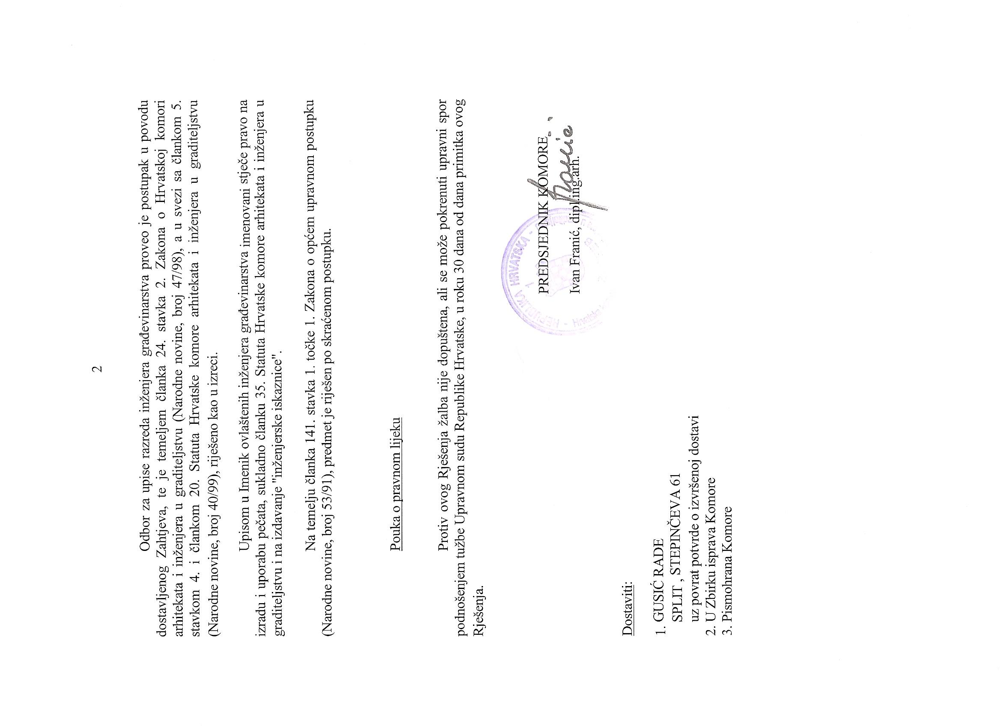 2
Odbor za upise razreda inženjera građevinarstva proveo je postupak u povodu
dostavljenog Zahtjeva, te je temeljem članka 24. stavka 2. Zakona o Hrvatskoj komori
arhitekata i inženjera u graditeljstvu (Narodne novine, broj 47/98), a u svezi sa člankom 5.
stavkom 4. i člankom 20. Statuta Hrvatske komore arhitekata i inženjera u graditeljstvu
(Narodne novine, broj 40/99), riješeno kao u izreci.
Upisom u Imenik ovlaštenih inženjera građevinarstva imenovani stječe pravo na
izradu i uporabu pečata, sukladno članku 35. Statuta Hrvatske komore arhitekata i inženjera u
graditeljstvu i na izdavanje "inženjerske iskaznice".
Na temelju članka 141. stavka 1. točke 1. Zakona o općem upravnom postupku
(Narodne novine, broj 53/91), predmet je riješen po skraćenom postupku.
Pouka o pravnom lijeku
Protiv ovog Rješenja žalba nije dopuštena, ali se može pokrenuti upravni spor
podnošenjem tužbe Upravnom sudu Republike Hrvatske, u roku 30 dana od dana primitka ovog
Rješenja.
PREDSJEDNIK KOMORE
Ivan Franić, dipl.ing.arh.
REPUBLIKA HRVATSKA
Hrvatska
Dostaviti:
1. GUSIĆ RADE
SPLIT , STEPINČEVA 61
uz povrat potvrde o izvršenoj dostavi
2. U Zbirku isprava Komore
3. Pismohrana Komore